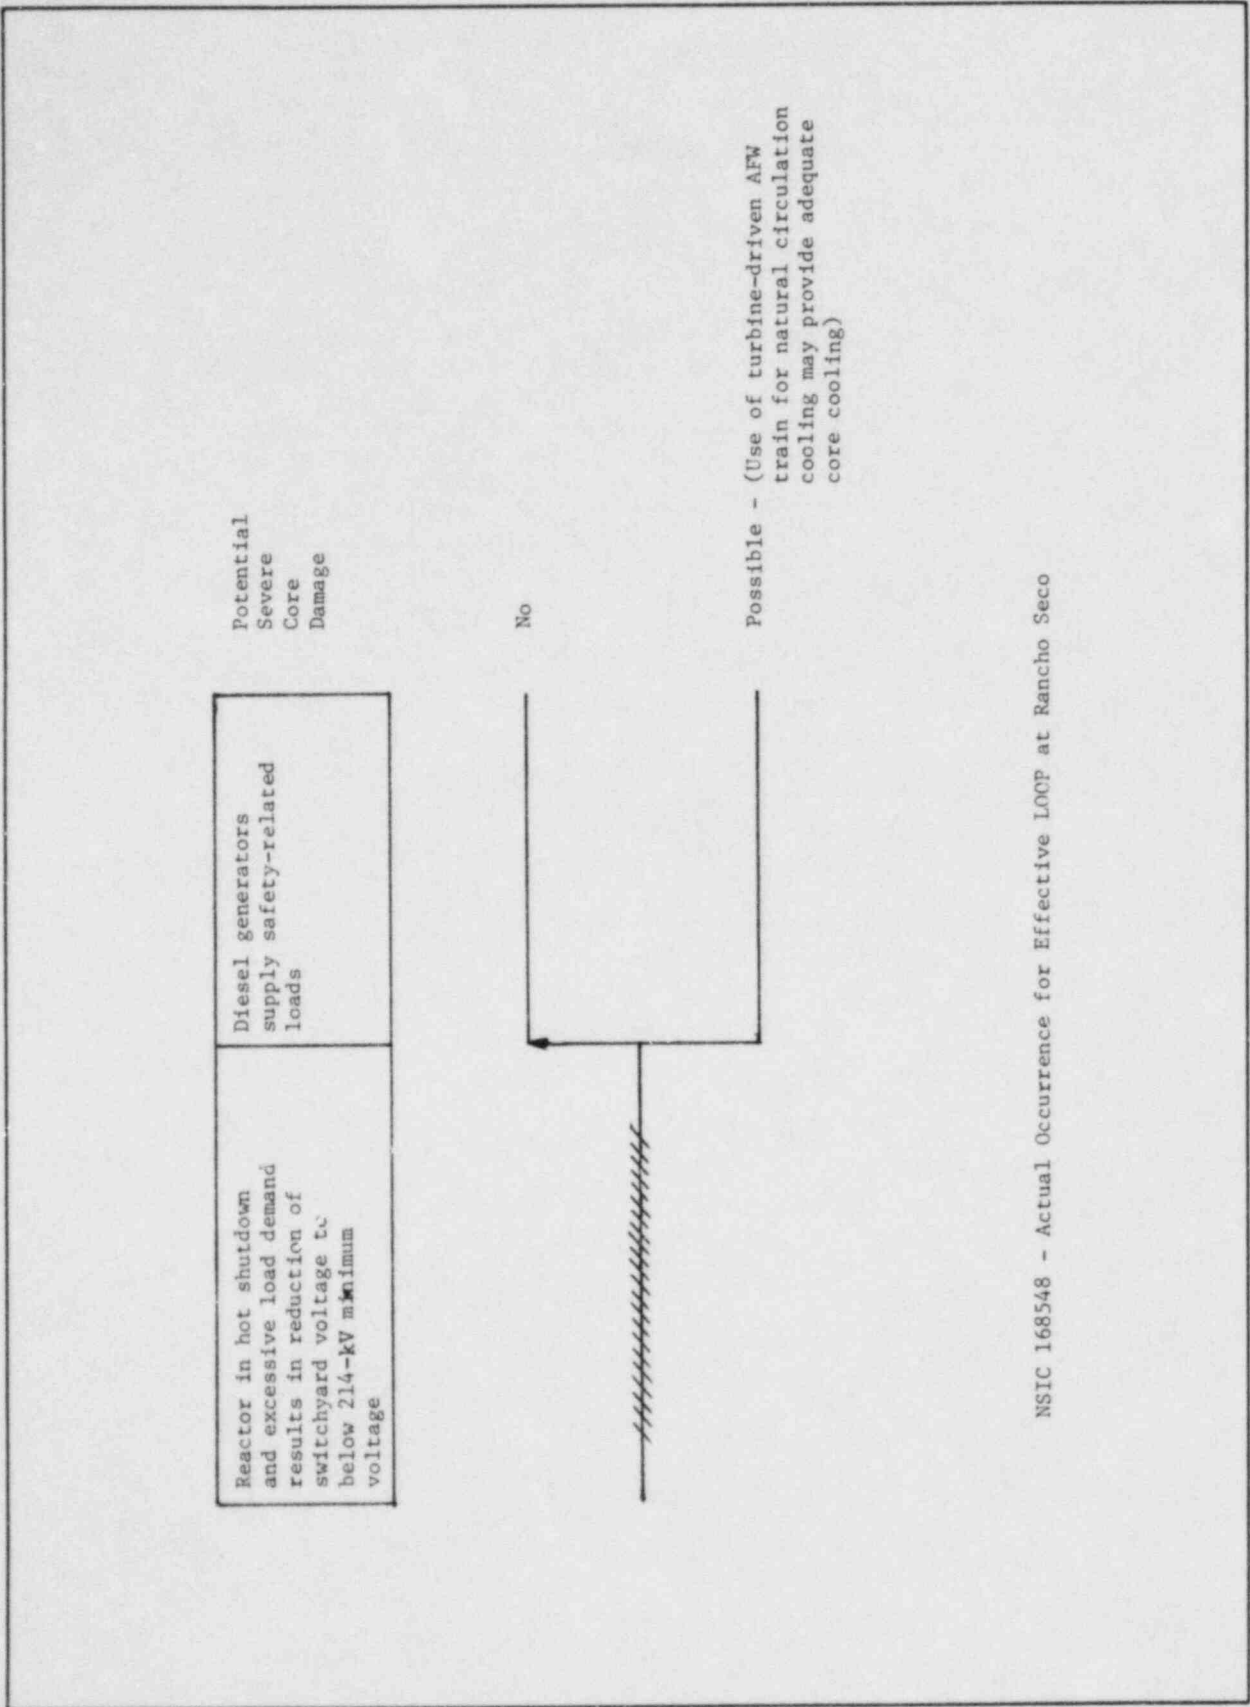 Reactor in hot shutdown
and excessive load demand
results in reduction of
switchyard voltage to
below 214-kV minimum
voltage
Diesel generators
supply safety-related
loads
Potential
Severe
Core
Damage
No
Possible - (Use of turbine-driven AFW
train for natural circulation
cooling may provide adequate
core cooling)
NSIC 168548 - Actual Occurrence for Effective LOOP at Rancho Seco